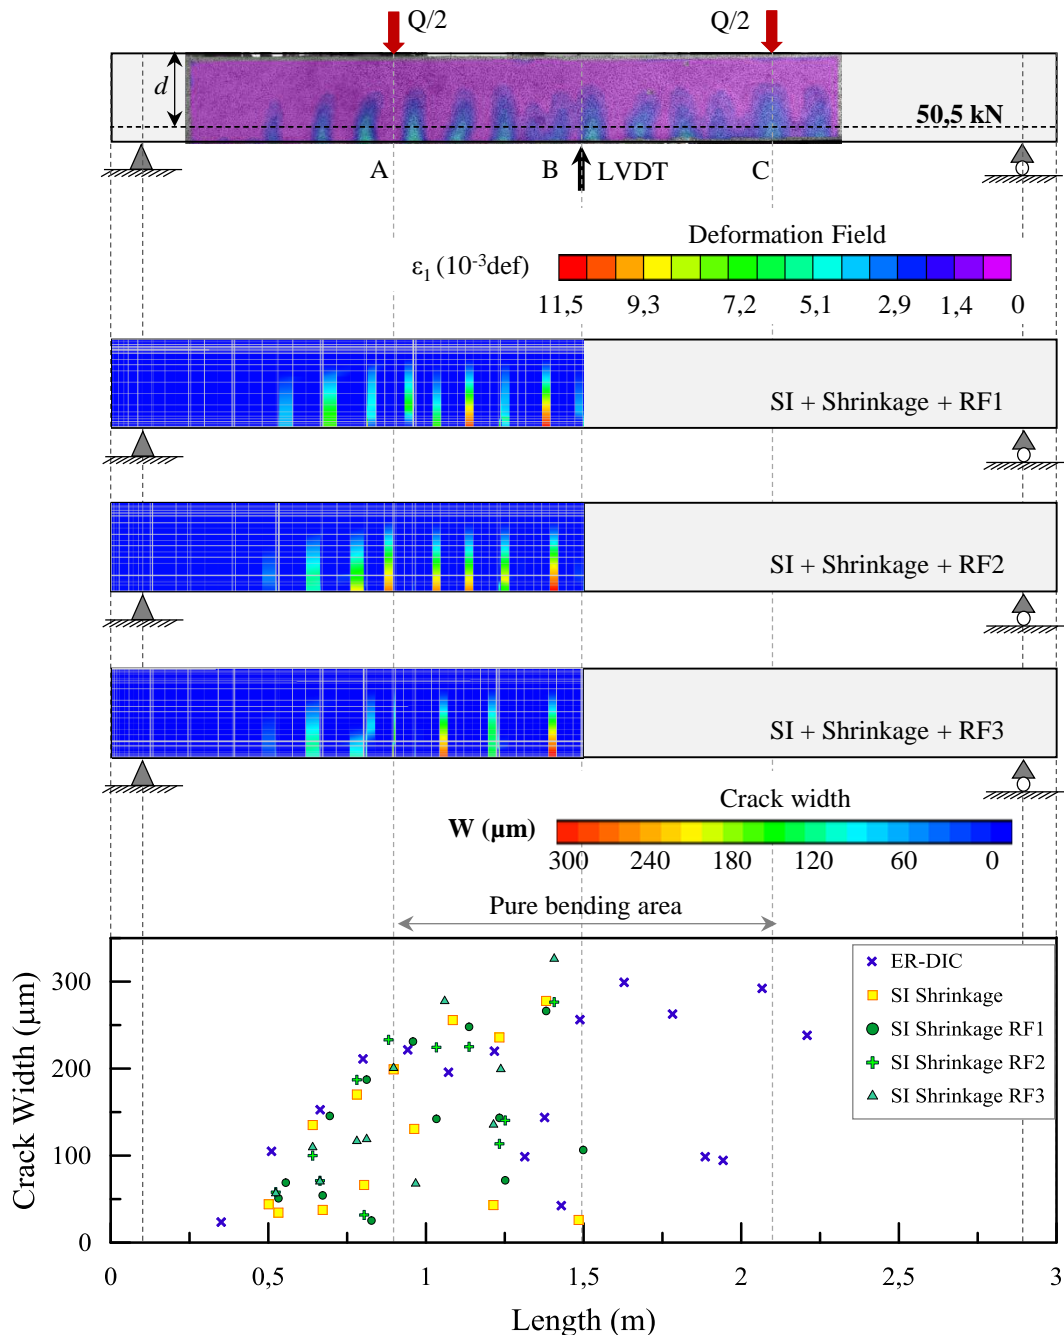 Q/2 Q/2
d
50,5 kN
A B LVDT C
Deformation Field
ε₁ (10⁻³def)
11,5 9,3 7,2 5,1 2,9 1,4 0
SI + Shrinkage + RF1
SI + Shrinkage + RF2
SI + Shrinkage + RF3
Crack width
W (μm)
300 240 180 120 60 0
Pure bending area
Crack Width (μm)
300
200
100
0
ER-DIC
SI Shrinkage
SI Shrinkage RF1
SI Shrinkage RF2
SI Shrinkage RF3
0 0,5 1 1,5 2 2,5 3
Length (m)